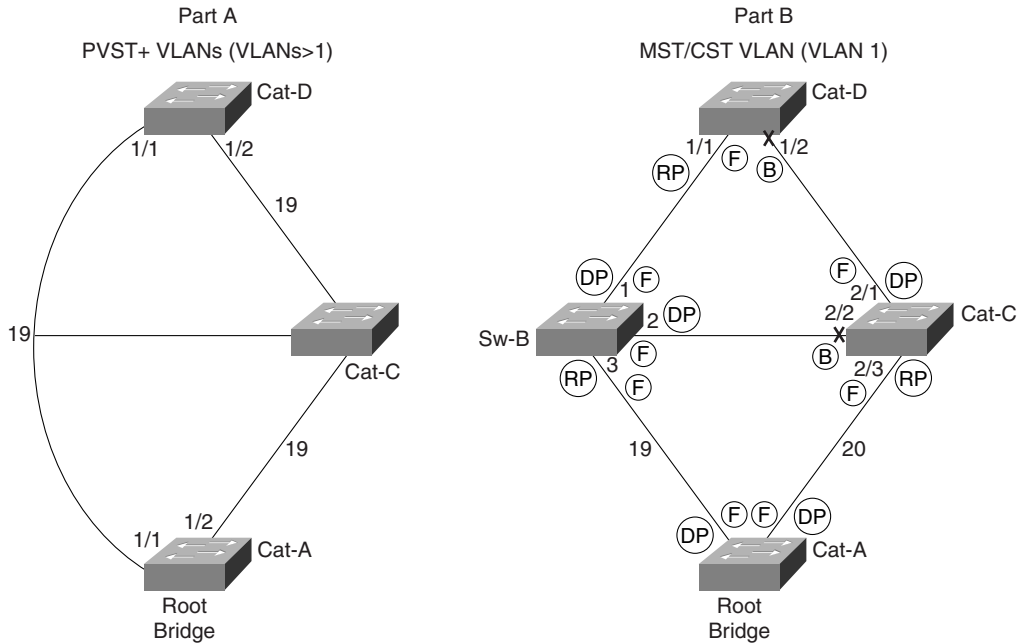 Part A
PVST+ VLANs (VLANs>1)
Cat-D
1/1
1/2
19
19
Cat-C
19
1/2
1/1
Cat-A
Root
Bridge
Part B
MST/CST VLAN (VLAN 1)
Cat-D
1/1
F
1/2
B
RP
DP
1
F
F
DP
2/1
2
DP
2/2
Cat-C
Sw-B
3
F
B
2/3
RP
F
F
RP
19
20
F
F
DP
DP
Cat-A
Root
Bridge